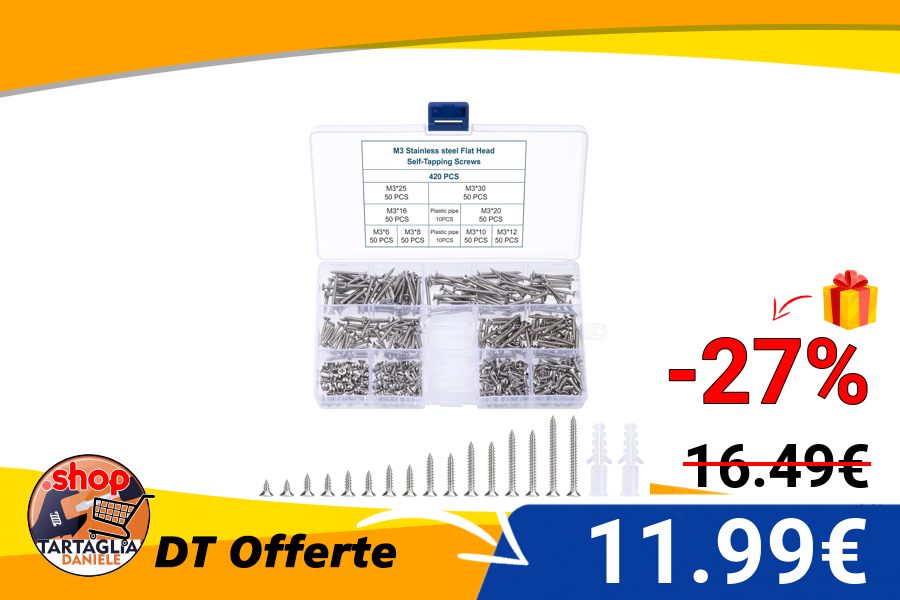 M3 Stainless steel Flat Head
Self-Tapping Screws
420 PCS
M3*25
50 PCS
M3*30
50 PCS
M3*16
50 PCS
Plastic pipe
10PCS
M3*20
50 PCS
M3*6
50 PCS
M3*8
50 PCS
Plastic pipe
10PCS
M3*10
50 PCS
M3*12
50 PCS
-27%
16.49€
11.99€
.shop
TARTAGLIA
DANIELE
DT Offerte